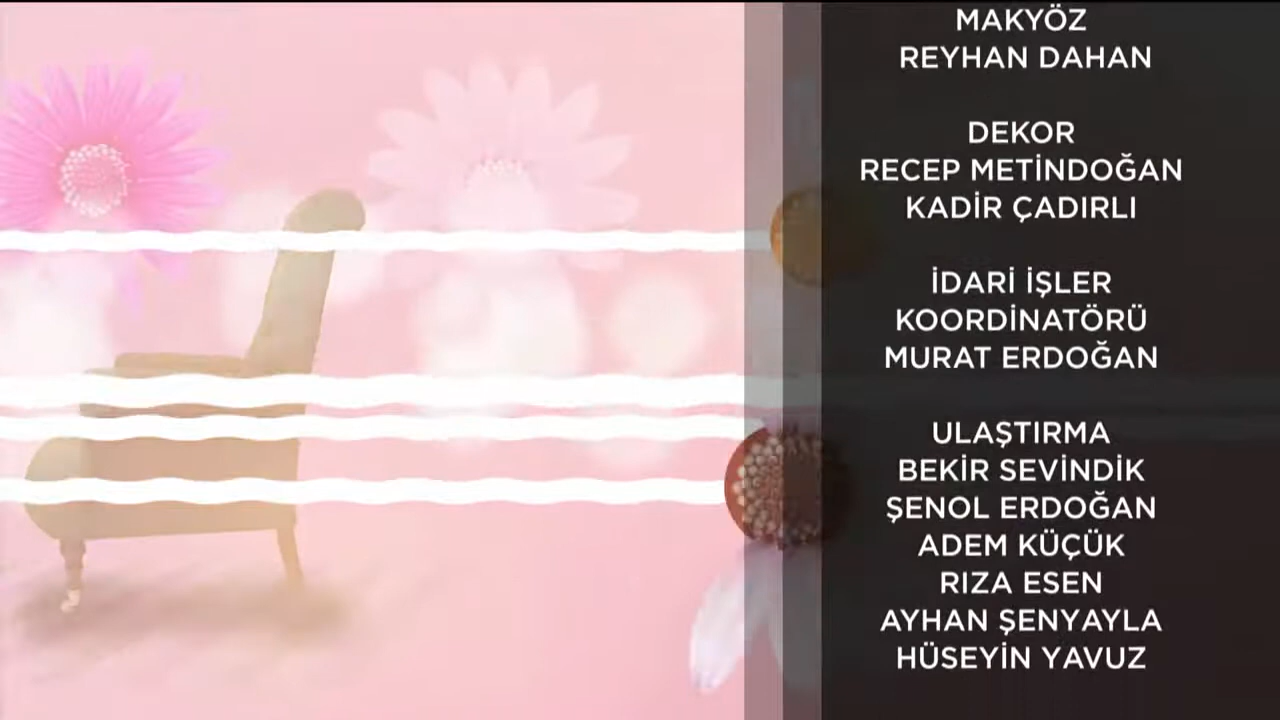 MAKYÖZ
REYHAN DAHAN
DEKOR
RECEP METİNDOĞAN
KADİR ÇADIRLI
İDARİ İŞLER
KOORDİNATÖRÜ
MURAT ERDOĞAN
ULAŞTIRMA
BEKİR SEVİNDİK
ŞENOL ERDOĞAN
ADEM KÜÇÜK
RIZA ESEN
AYHAN ŞENYAYLA
HÜSEYİN YAVUZ